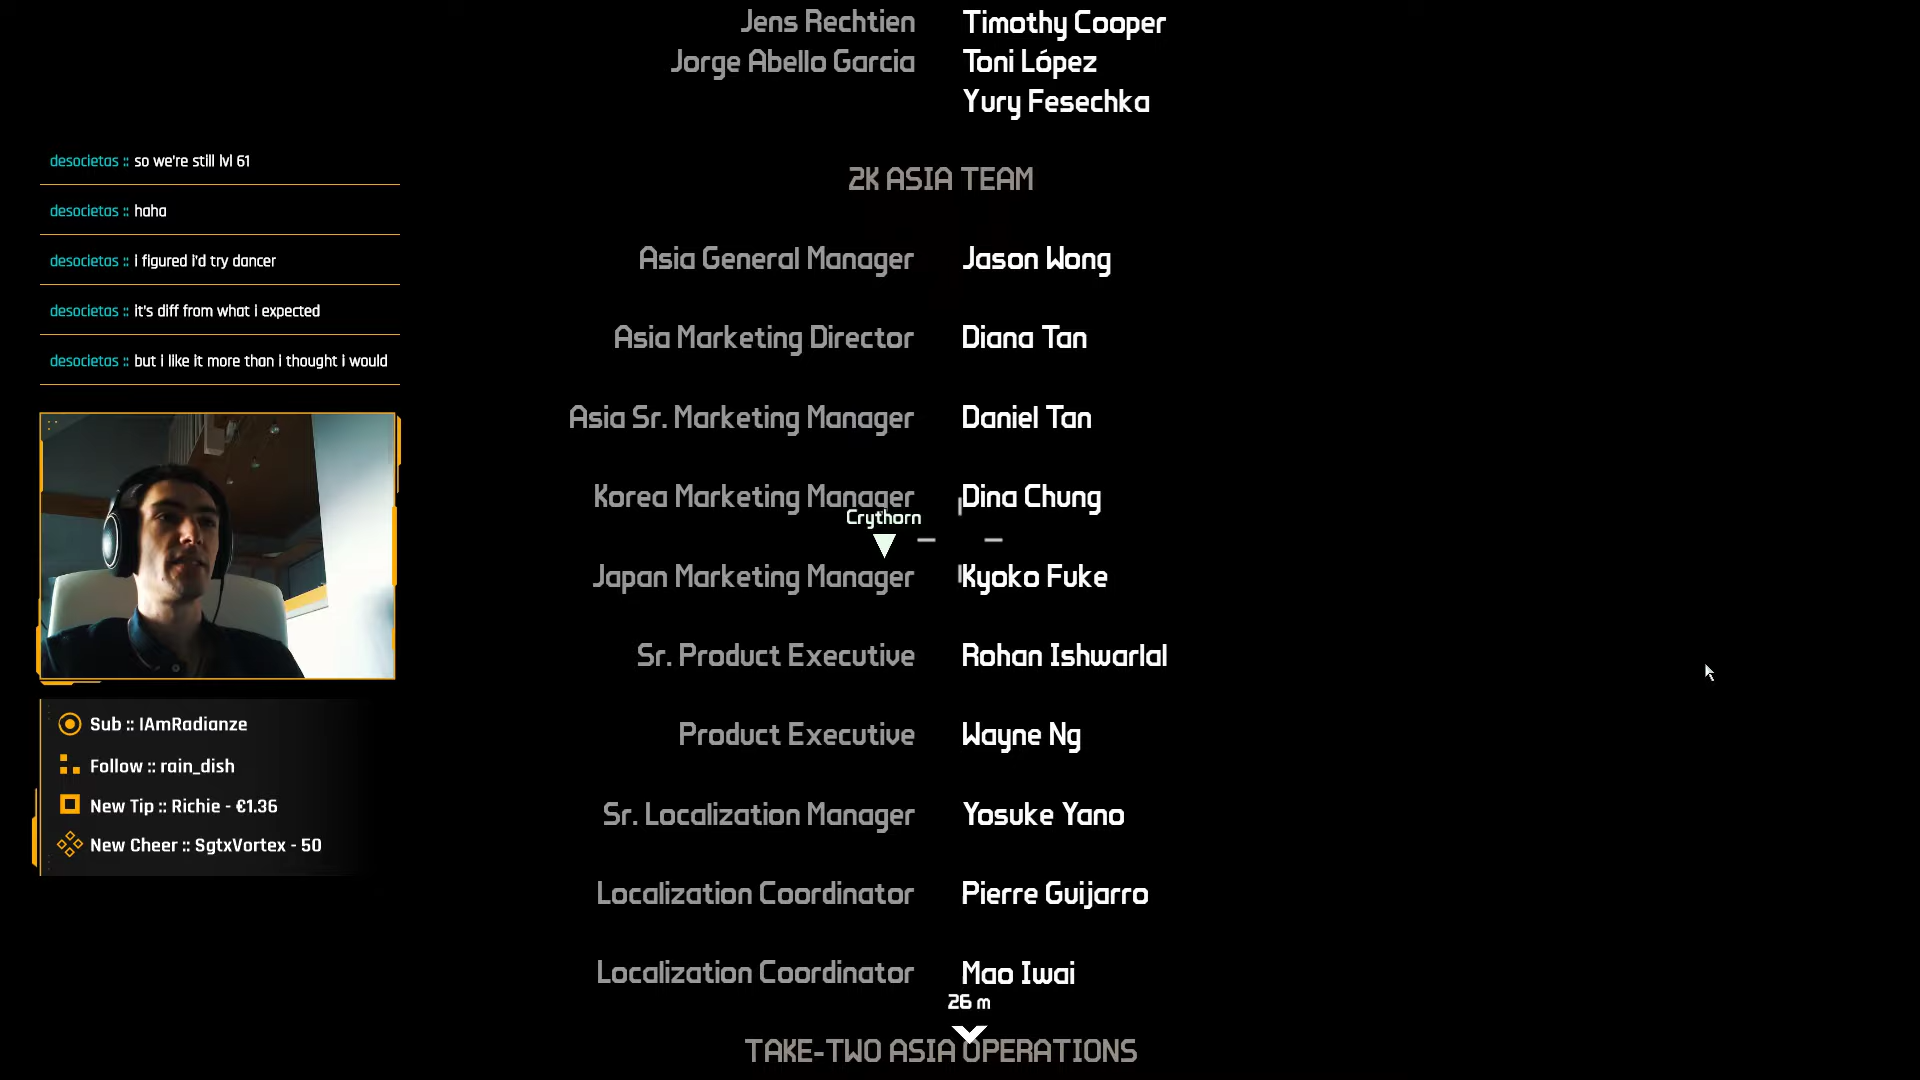 Jens Rechtien Timothy Cooper
Jorge Abello Garcia Toni López
Yury Fesechka
2K ASIA TEAM
Asia General Manager Jason Wong
Asia Marketing Director Diana Tan
Asia Sr. Marketing Manager Daniel Tan
Korea Marketing Manager Dina Chung
Crythorn
Japan Marketing Manager Kyoko Fuke
Sr. Product Executive Rohan Ishwarlal
Product Executive Wayne Ng
Sr. Localization Manager Yosuke Yano
Localization Coordinator Pierre Guijarro
Localization Coordinator Mao Iwai
26 m
TAKE-TWO ASIA OPERATIONS
desocietas :: so we're still lvl 61
desocietas :: haha
desocietas :: i figured i'd try dancer
desocietas :: it's diff from what i expected
desocietas :: but i like it more than i thought i would
Sub :: IAmRadianze
Follow :: rain_dish
New Tip :: Richie - €1.36
New Cheer :: SgtxVortex - 50